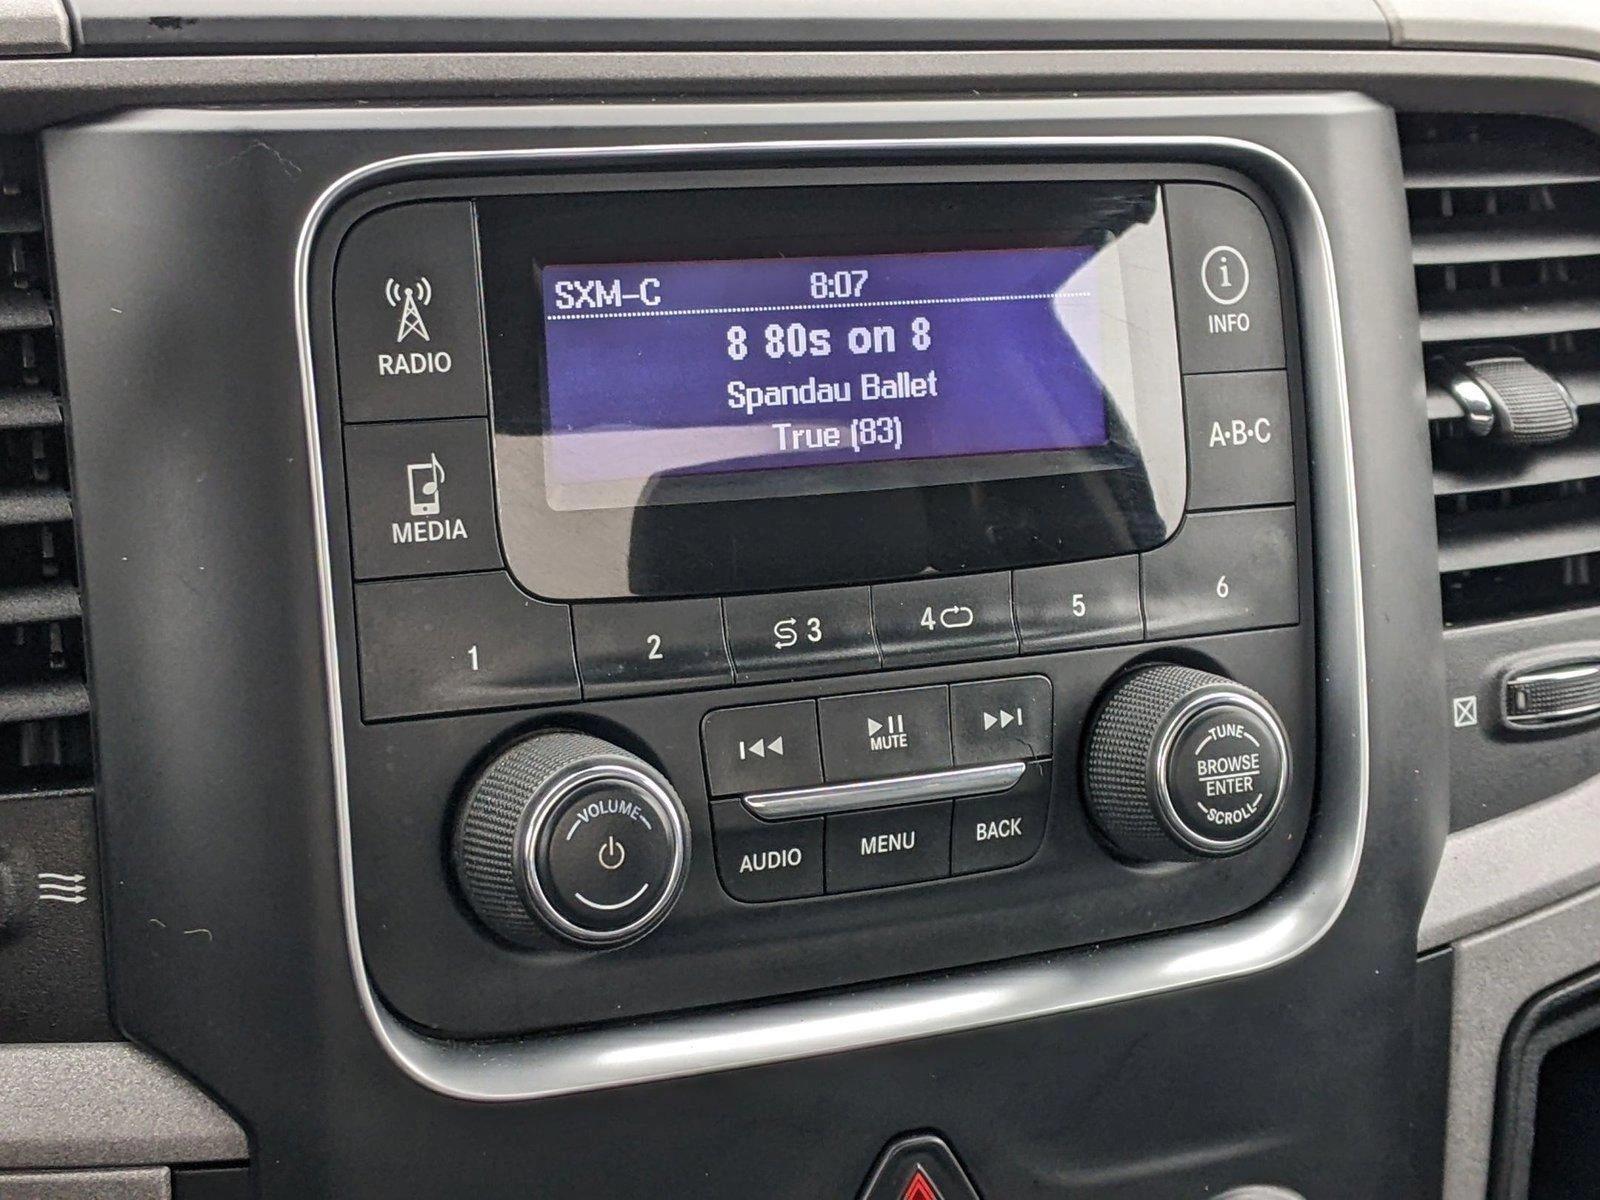 SXM-C 8:07
8 80s on 8
Spandau Ballet
True (83)
RADIO
MEDIA
INFO
A·B·C
1 2 3 4 5 6
MUTE
VOLUME
AUDIO MENU BACK
TUNE
BROWSE
ENTER
SCROLL